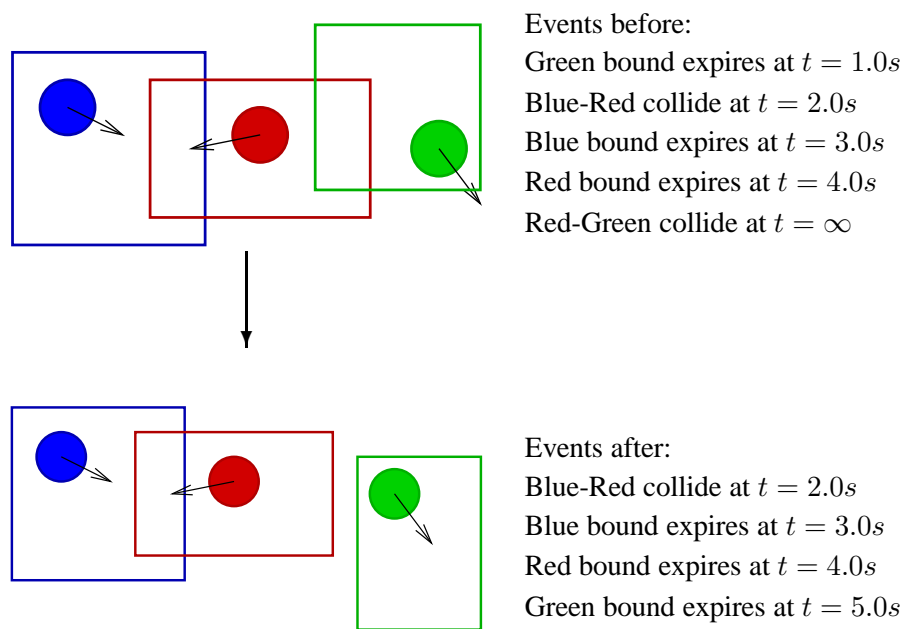 Events before:
Green bound expires at t = 1.0s
Blue-Red collide at t = 2.0s
Blue bound expires at t = 3.0s
Red bound expires at t = 4.0s
Red-Green collide at t = ∞
Events after:
Blue-Red collide at t = 2.0s
Blue bound expires at t = 3.0s
Red bound expires at t = 4.0s
Green bound expires at t = 5.0s